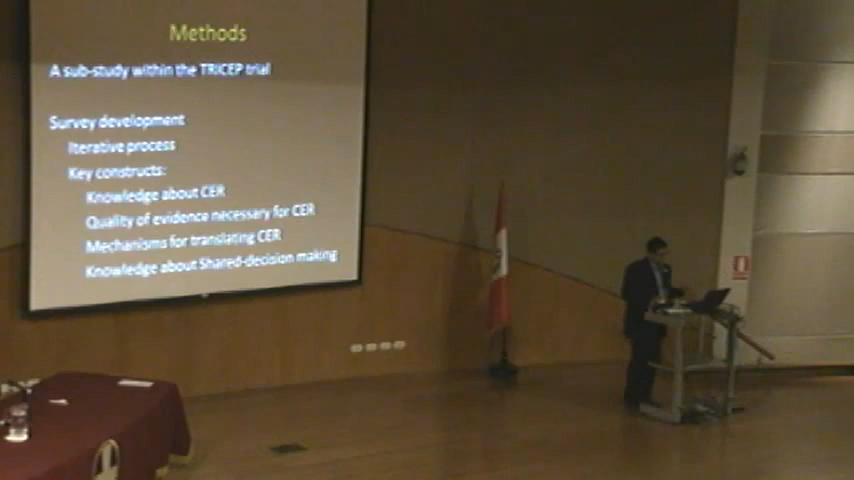 Methods
A sub-study within the TRICEP trial
Survey development
Iterative process
Key constructs:
Knowledge about CER
Quality of evidence necessary for CER
Mechanisms for translating CER
Knowledge about Shared-decision making